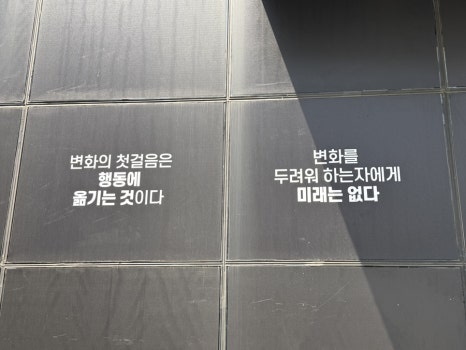 변화의 첫걸음은
행동에
옮기는 것이다
변화를
두려워 하는자에게
미래는 없다